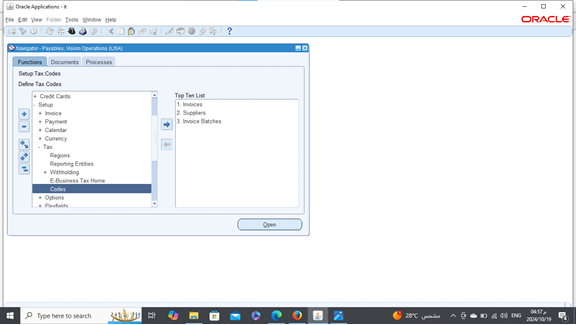 Oracle Applications - it
File Edit View Folder Tools Window Help
ORACLE
Navigator - Payables, Vision Operations (USA)
Functions Documents Processes
Setup Tax:Codes
Define Tax Codes
+ Credit Cards
- Setup
+ Invoice
+ Payment
+ Calendar
+ Currency
- Tax
Regions
Reporting Entities
+ Withholding
E-Business Tax Home
Codes
+ Options
+ Flexfields
Top Ten List
1. Invoices
2. Suppliers
3. Invoice Batches
Open
Type here to search
28°C مشمس
ENG
04:57 م
2024/10/19